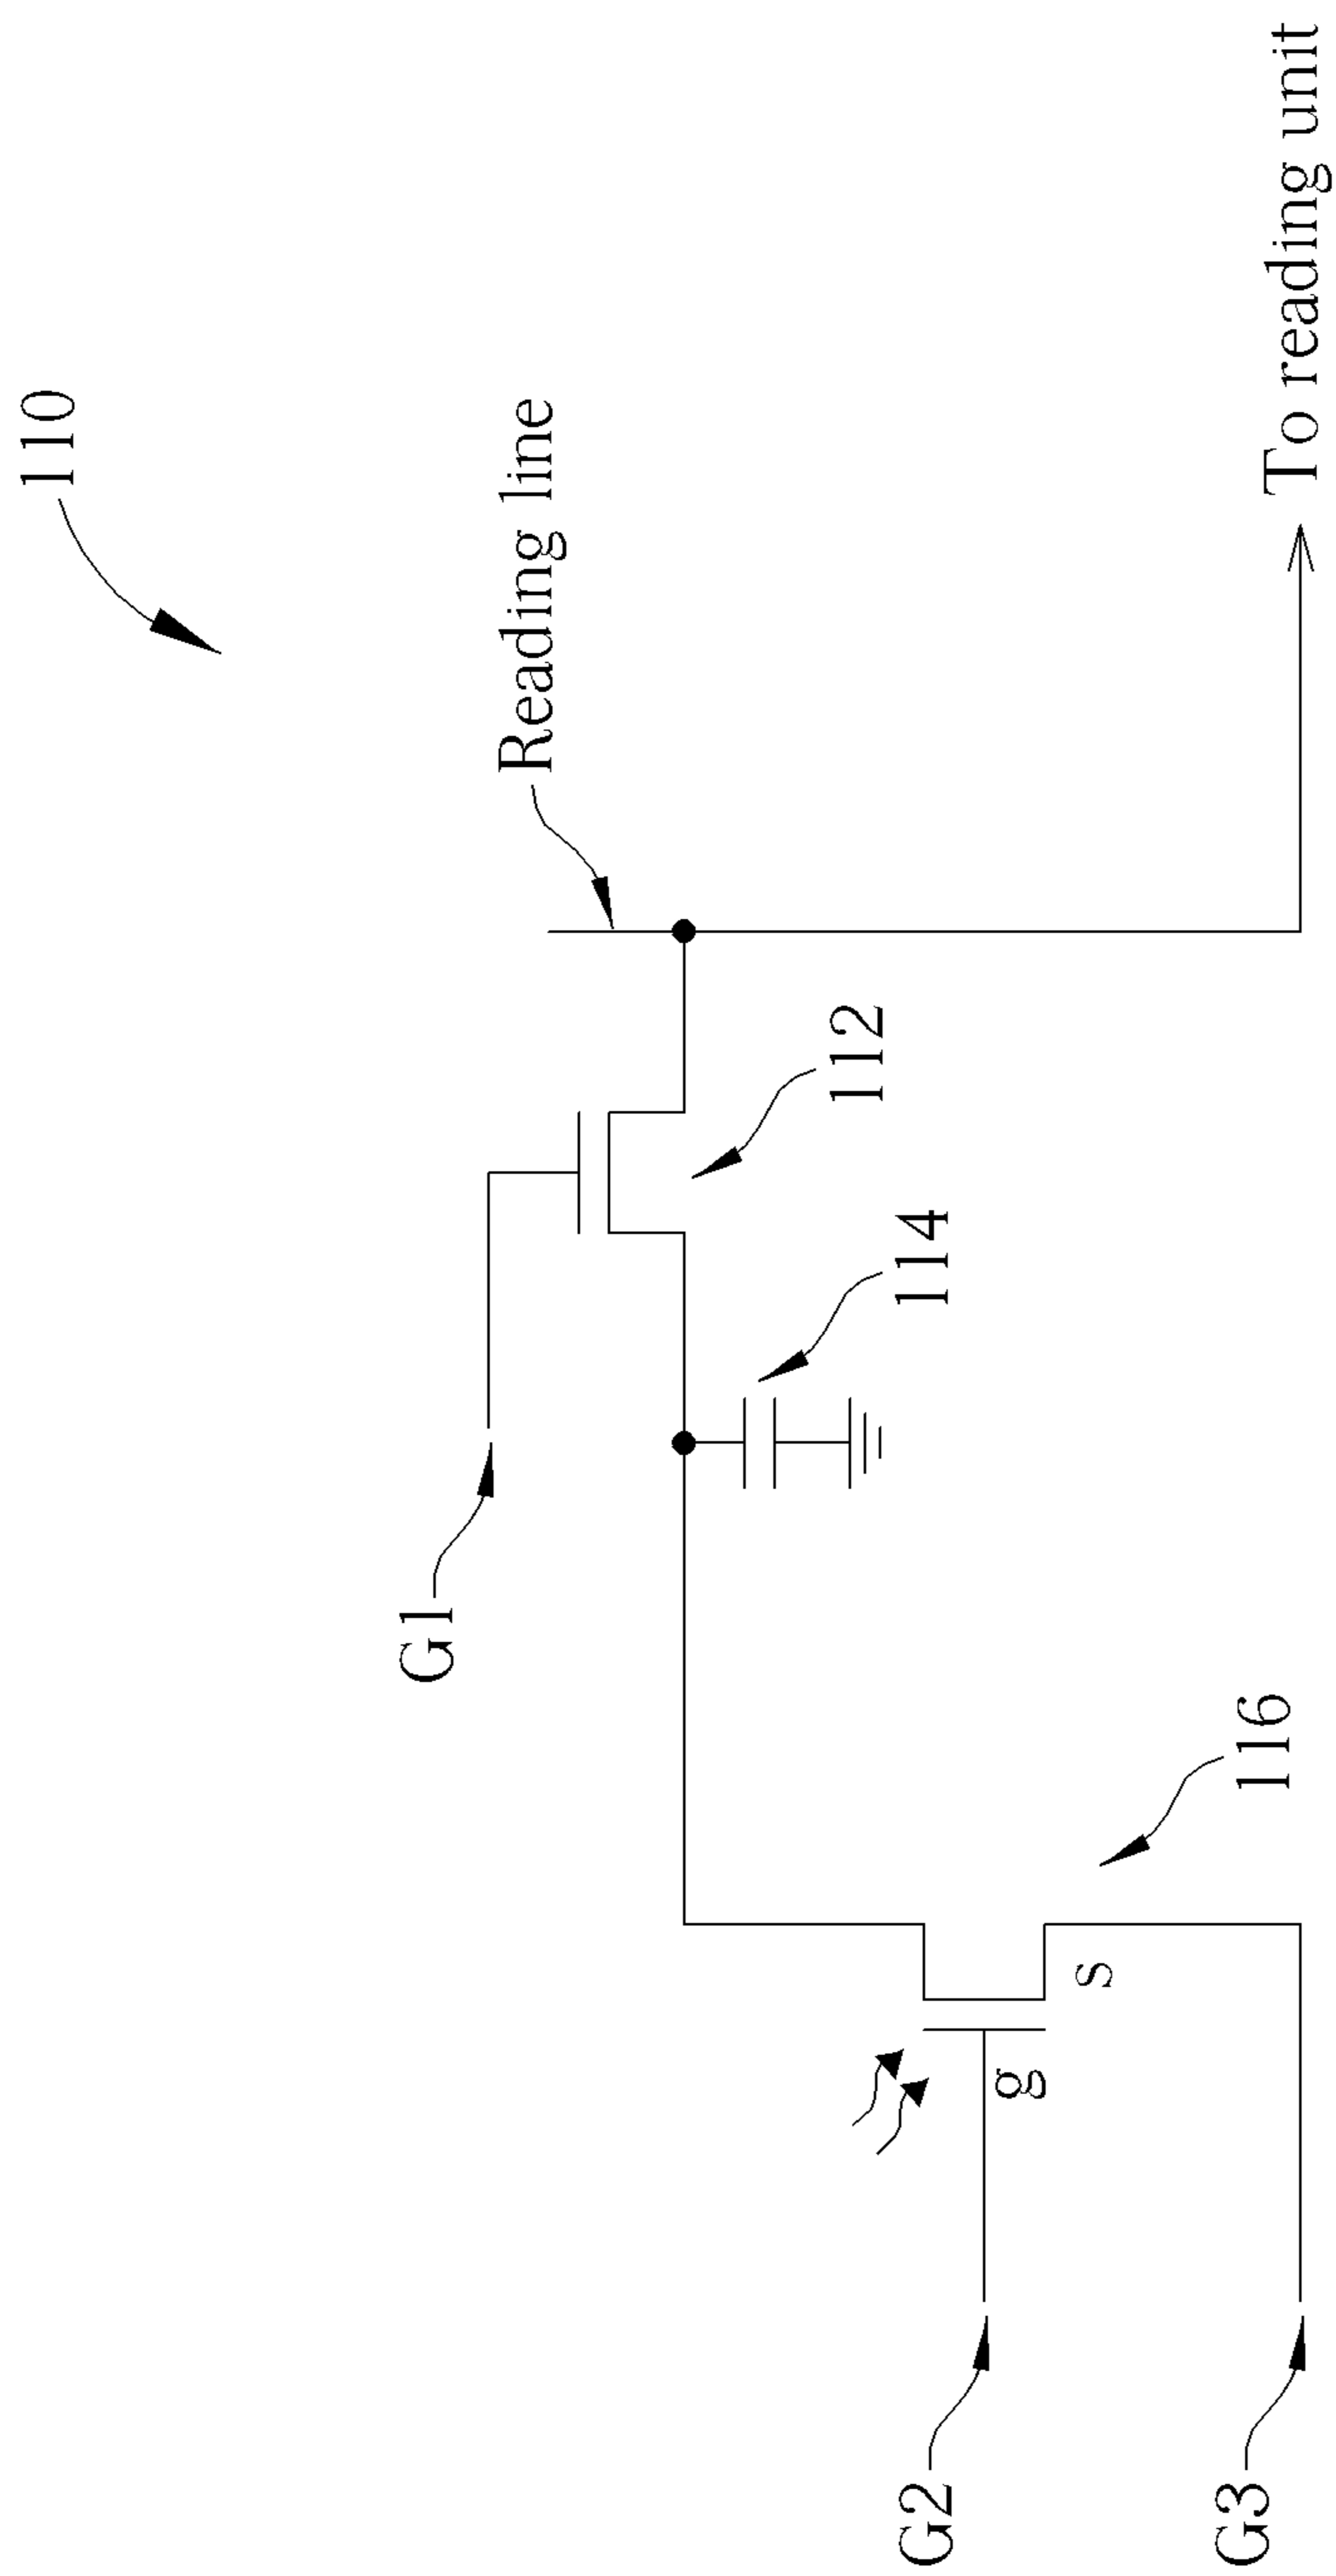 110
Reading line
G1
112
114
116
g
s
G2
G3
To reading unit